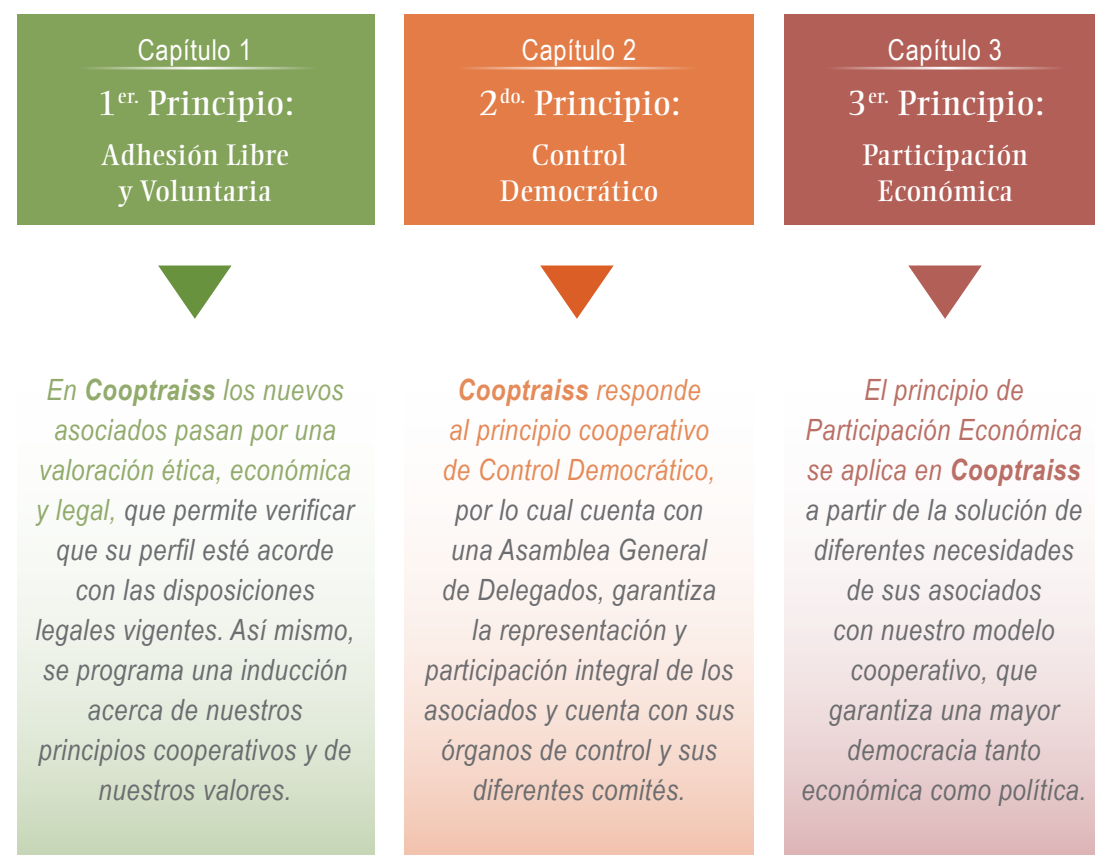 Capítulo 1
1er. Principio:
Adhesión Libre
y Voluntaria
En Cooptraiss los nuevos
asociados pasan por una
valoración ética, económica
y legal, que permite verificar
que su perfil esté acorde
con las disposiciones
legales vigentes. Así mismo,
se programa una inducción
acerca de nuestros
principios cooperativos y de
nuestros valores.
Capítulo 2
2do. Principio:
Control
Democrático
Cooptraiss responde
al principio cooperativo
de Control Democrático,
por lo cual cuenta con
una Asamblea General
de Delegados, garantiza
la representación y
participación integral de los
asociados y cuenta con sus
órganos de control y sus
diferentes comités.
Capítulo 3
3er. Principio:
Participación
Económica
El principio de
Participación Económica
se aplica en Cooptraiss
a partir de la solución de
diferentes necesidades
de sus asociados
con nuestro modelo
cooperativo, que
garantiza una mayor
democracia tanto
económica como política.